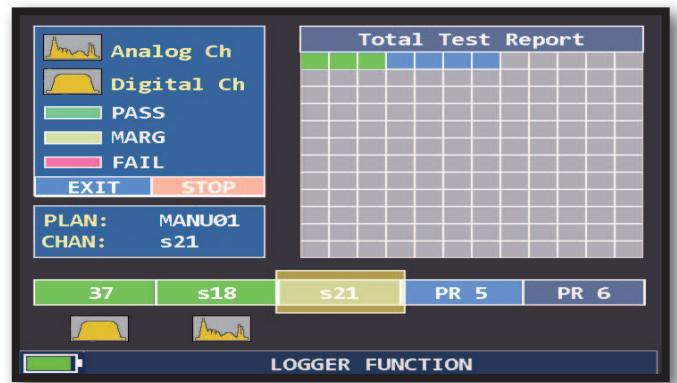 Analog Ch
Digital Ch
PASS
MARG
FAIL
EXIT STOP
PLAN: MANU01
CHAN: s21
Total Test Report
37 s18 s21 PR 5 PR 6
LOGGER FUNCTION